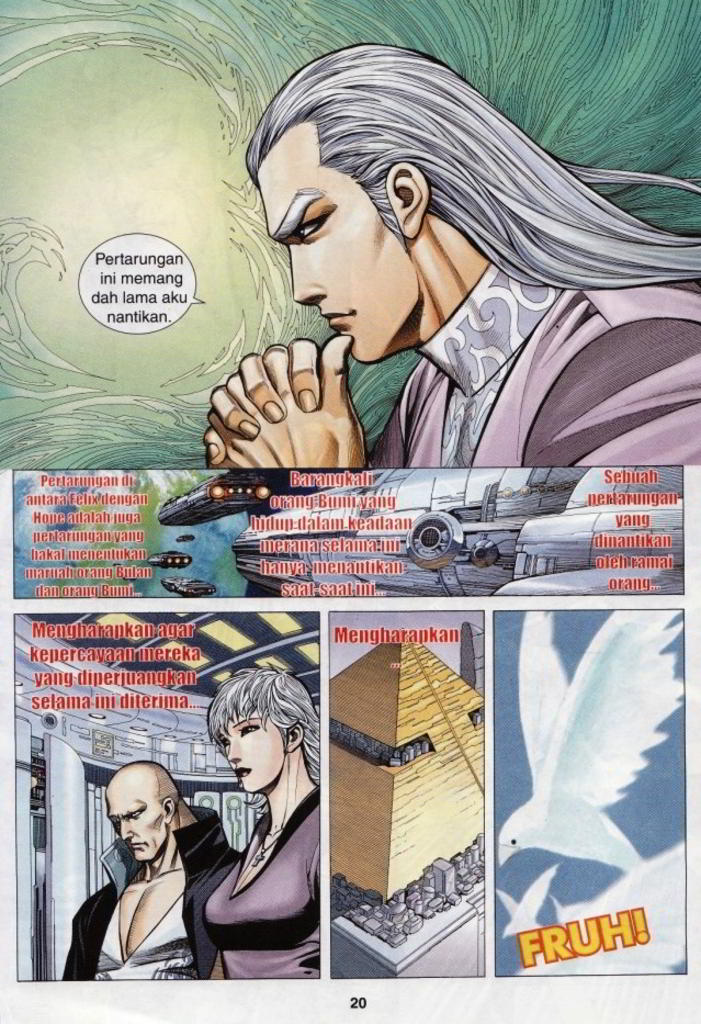 Pertarungan
ini memang
dah lama aku
nantikan.
Pertarungan di
antara Felix dengan
Hope adalah juga
pertarungan yang
bakal menentukan
maruah orang Bulan
dan orang Bumi...
Barangkali
orang Bumi yang
hidup dalam keadaan
merana selama ini
hanya menantikan
saat-saat ini...
Sebuah
pertarungan
yang
dinantikan
oleh ramai
orang...
Mengharapkan agar
kepercayaan mereka
yang diperjuangkan
selama ini diterima...
Mengharapkan
...
FRUH!
20